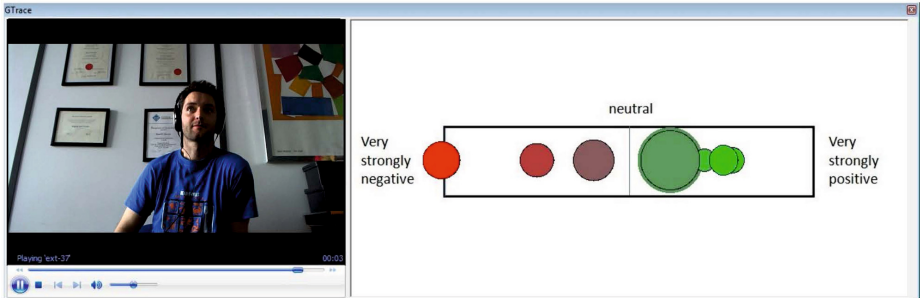 GTrace
Playing 'ext-37'
00:03
neutral
Very
strongly
negative
Very
strongly
positive